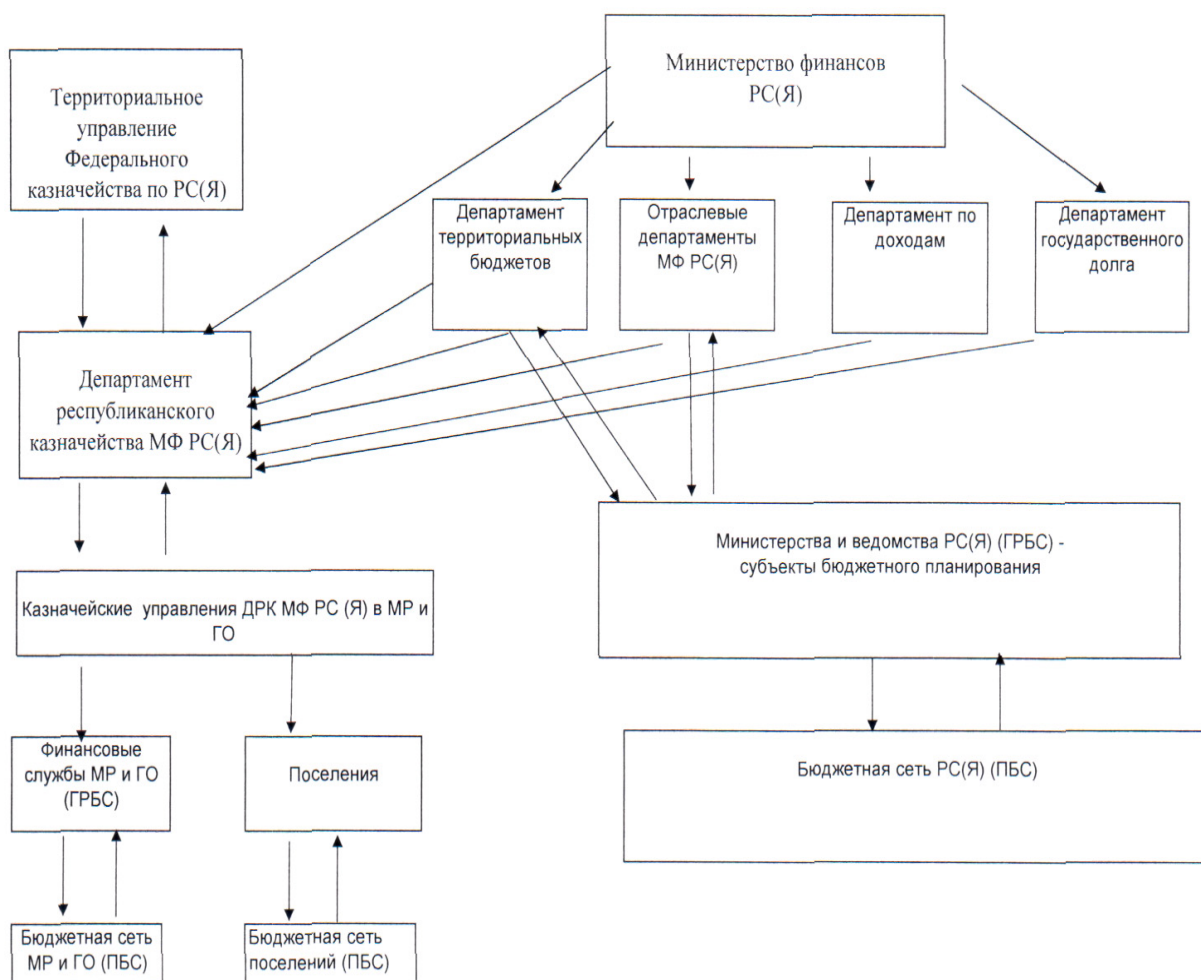 Территориальное
управление
Федерального
казначейства по РС(Я)
Министерство финансов
РС(Я)
Департамент
территориальных
бюджетов
Отраслевые
департаменты
МФ РС(Я)
Департамент по
доходам
Департамент
государственного
долга
Департамент
республиканского
казначейства МФ РС(Я)
Министерства и ведомства РС(Я) (ГРБС) -
субъекты бюджетного планирования
Казначейские управления ДРК МФ РС (Я) в МР и
ГО
Финансовые
службы МР и ГО
(ГРБС)
Поселения
Бюджетная сеть РС(Я) (ПБС)
Бюджетная сеть
МР и ГО (ПБС)
Бюджетная сеть
поселений (ПБС)